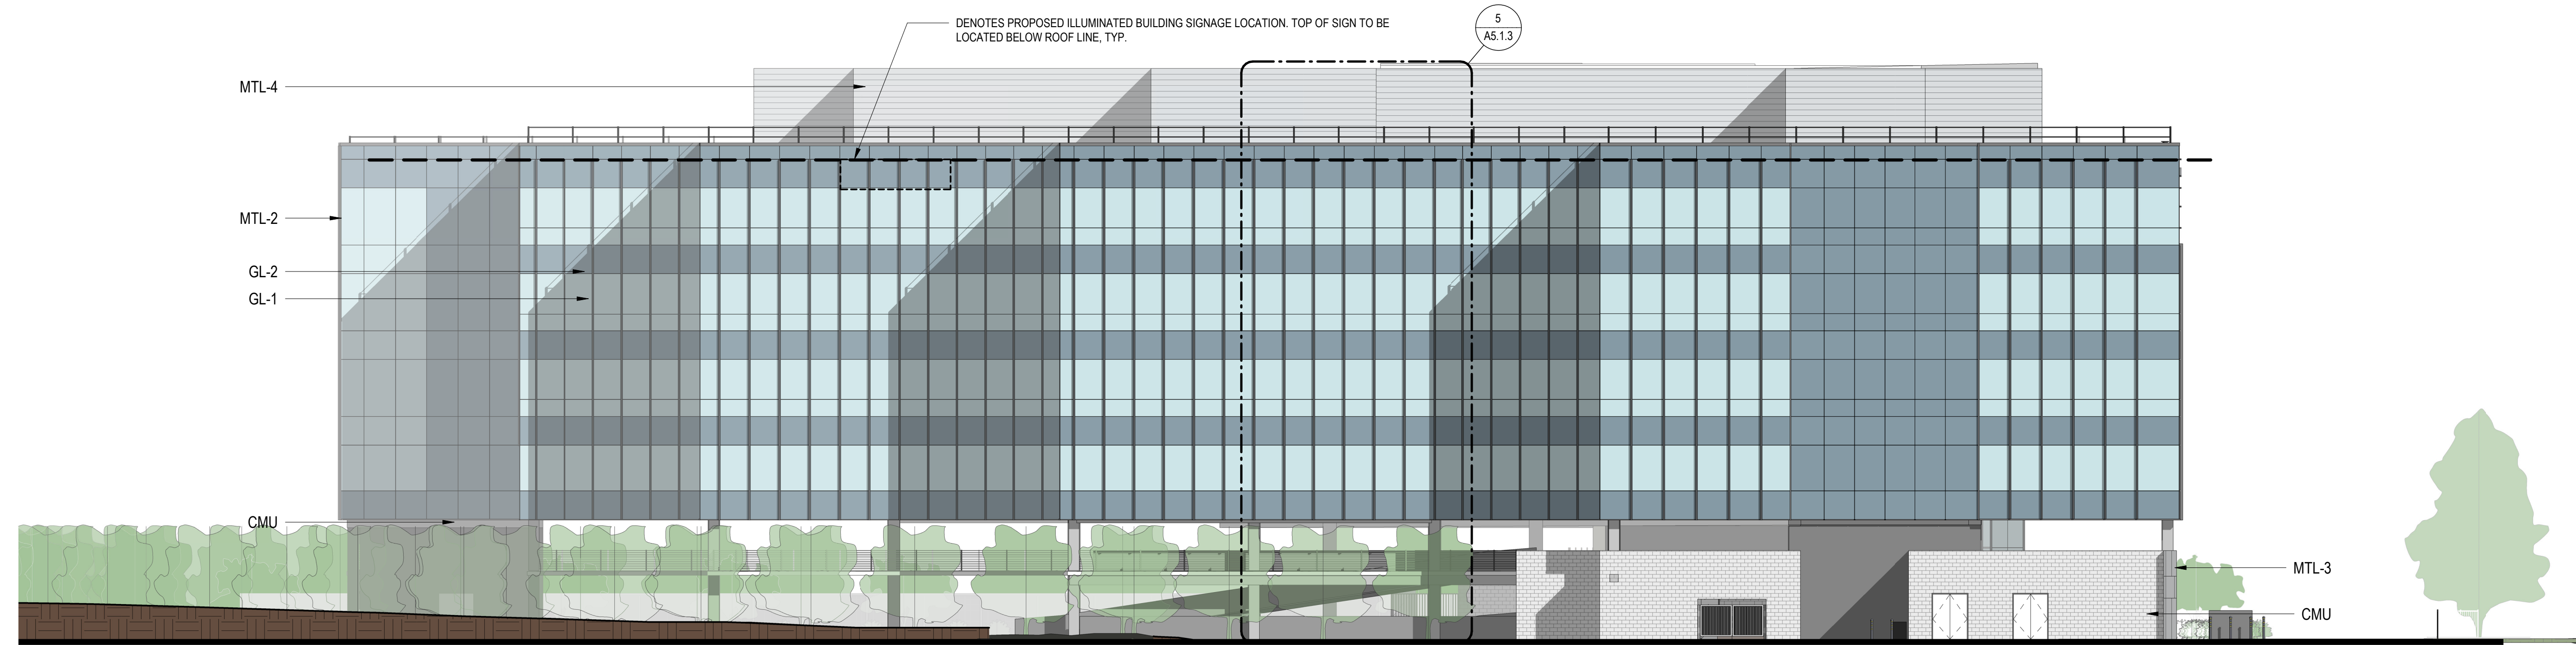 DENOTES PROPOSED ILLUMINATED BUILDING SIGNAGE LOCATION. TOP OF SIGN TO BE
LOCATED BELOW ROOF LINE, TYP.
5
A5.1.3
MTL-4
MTL-2
GL-2
GL-1
CMU
MTL-3
CMU